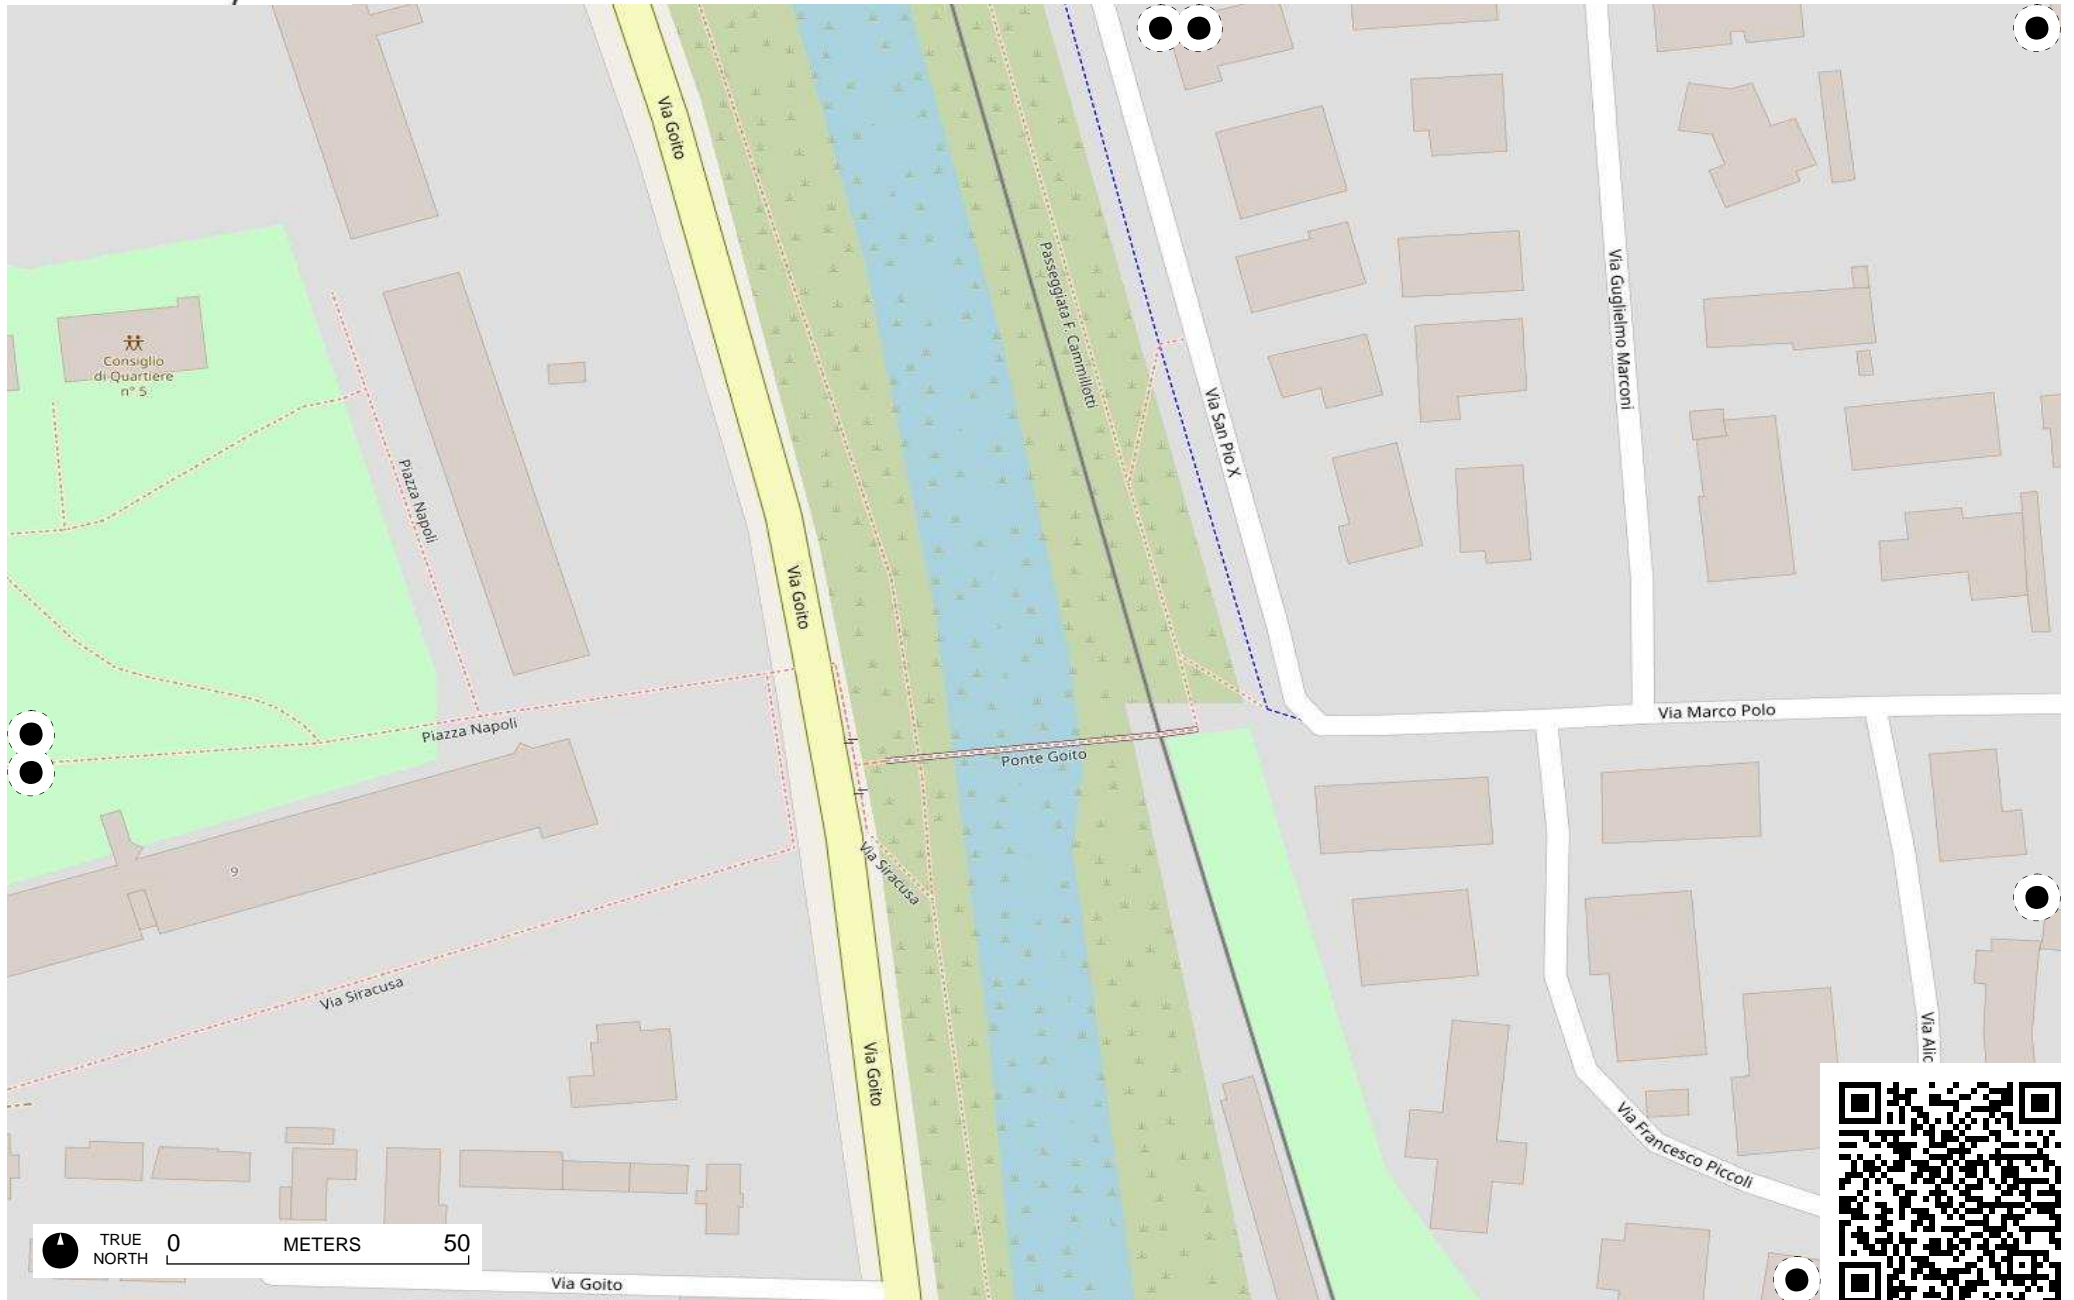 Via Goito
Passeggiata F. Cammillotti
Via Guglielmo Marconi
Consiglio
di Quartiere
n° 5
Via San Pio X
Piazza Napoli
Via Goito
Via Marco Polo
Piazza Napoli
Ponte Goito
Via Siracusa
9
Via Siracusa
Via Goito
Via Alic
Via Francesco Piccoli
TRUE
NORTH
0 METERS 50
Via Goito